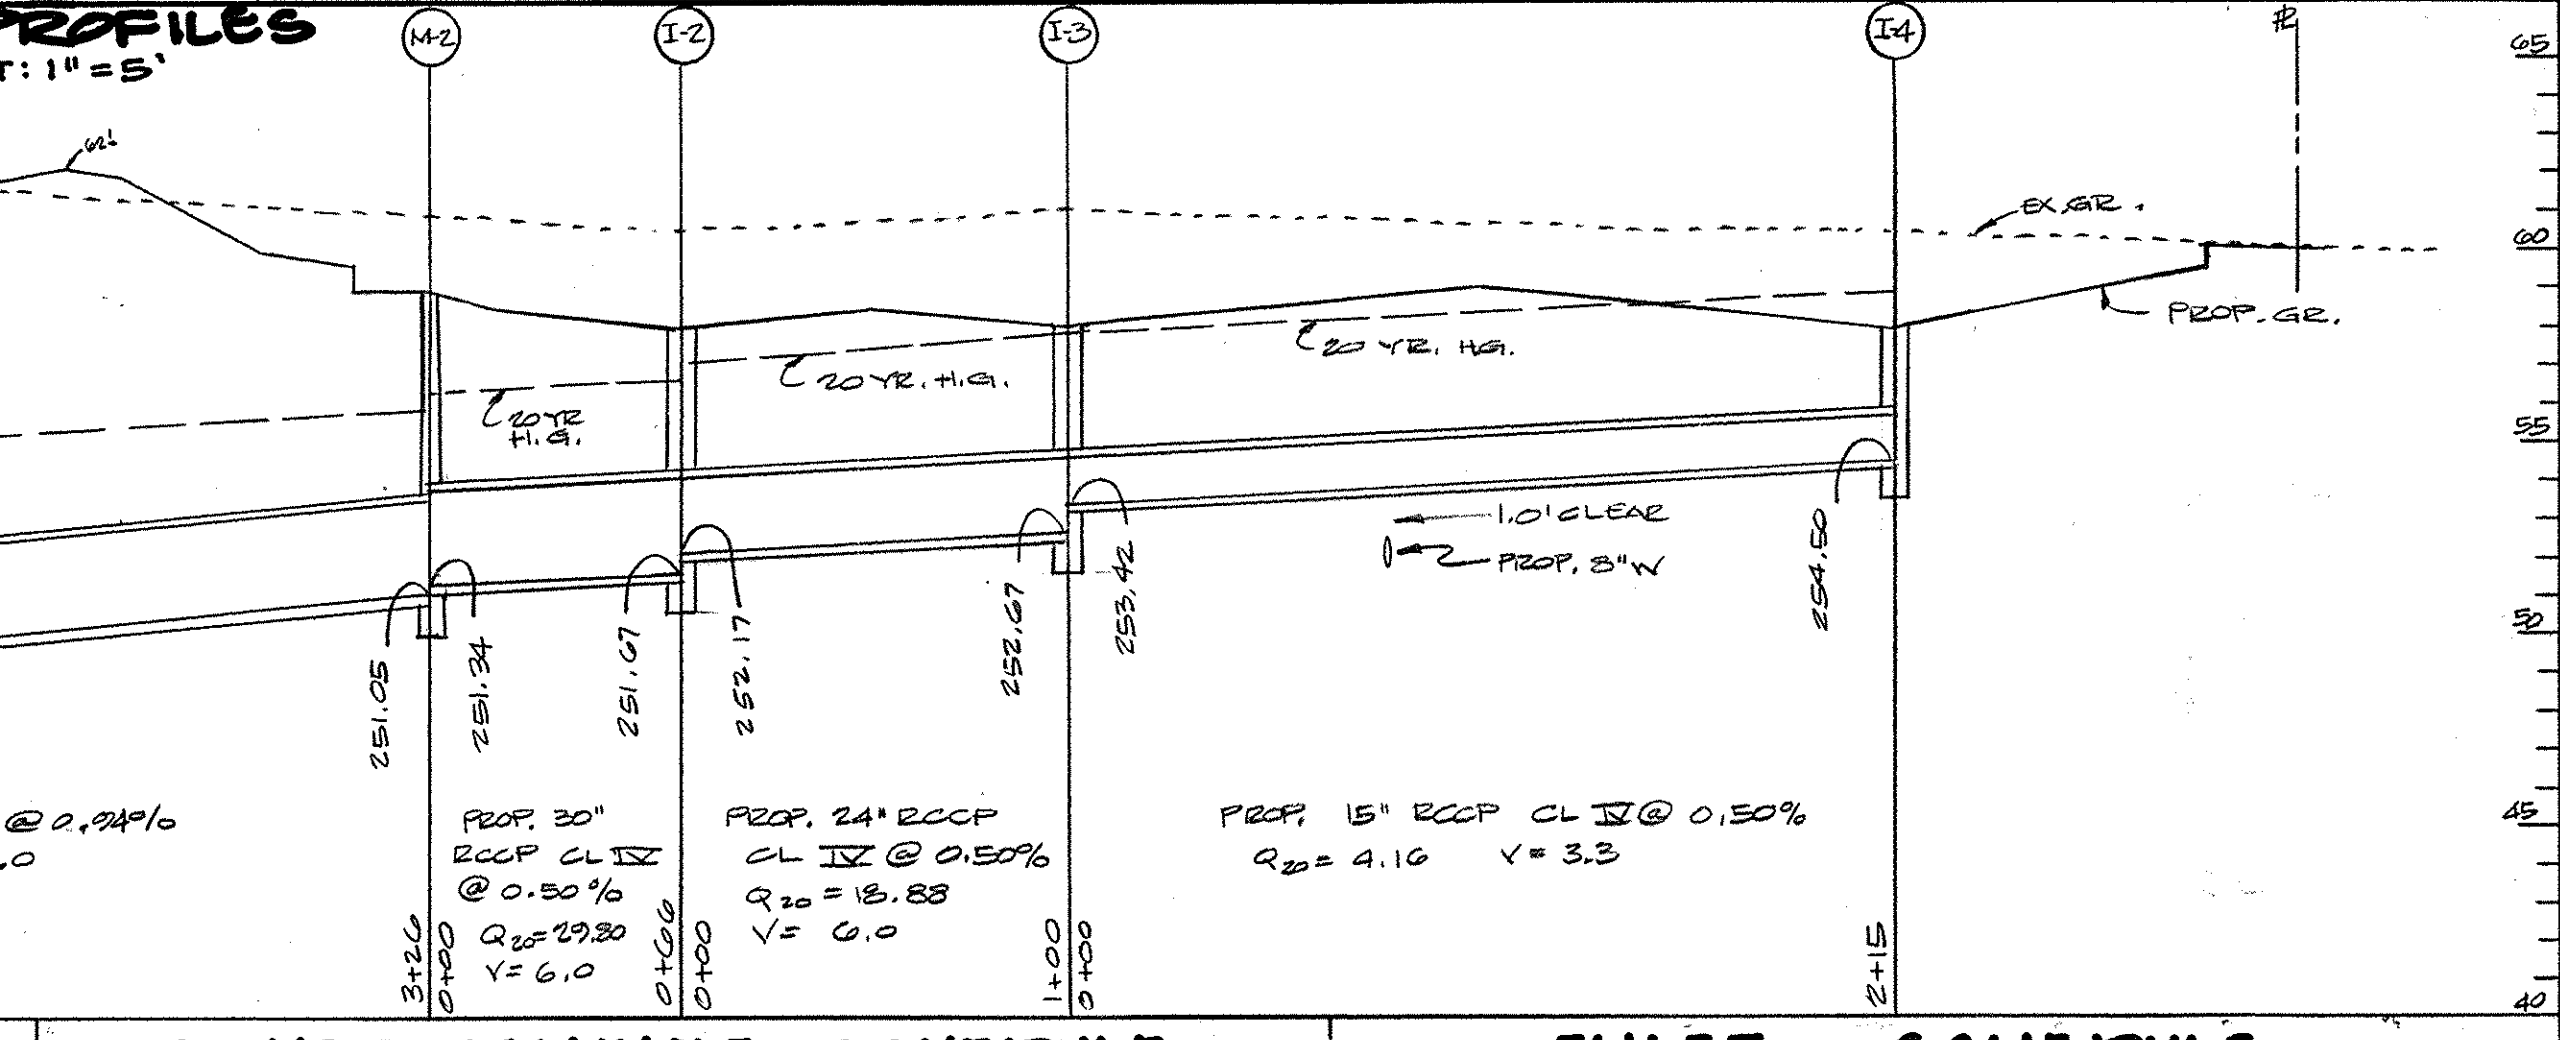 PROFILES
T: 1" = 5'
M-2
I-2
I-3
I-4
PL
65
62±
EX. GR.
60
PROP. GR.
20 YR. H.G.
20 YR. H.G.
20 YR
H.G.
55
1.0' CLEAR
PROP. 8" W
50
251.05
251.34
251.67
252.17
252.67
253.42
254.50
45
@ 0.94%
.0
PROP. 30"
RCCP CL IV
@ 0.50%
Q20=29.80
V= 6.0
PROP. 24" RCCP
CL IV @ 0.50%
Q20 = 18.88
V= 6.0
PROP. 15" RCCP CL IV @ 0.50%
Q20= 4.16 V= 3.3
3+26
0+00
0+66
0+00
1+00
0+00
2+15
40